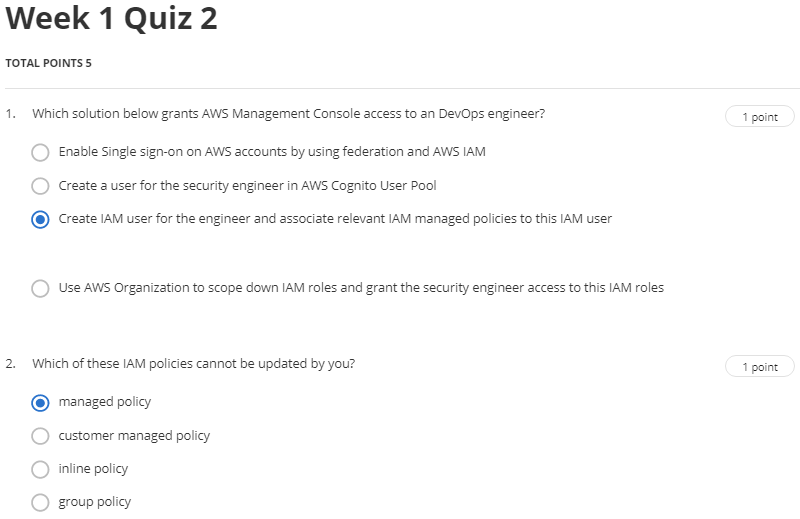 Week 1 Quiz 2
TOTAL POINTS 5
1. Which solution below grants AWS Management Console access to an DevOps engineer?
1 point
Enable Single sign-on on AWS accounts by using federation and AWS IAM
Create a user for the security engineer in AWS Cognito User Pool
Create IAM user for the engineer and associate relevant IAM managed policies to this IAM user
Use AWS Organization to scope down IAM roles and grant the security engineer access to this IAM roles
2. Which of these IAM policies cannot be updated by you?
1 point
managed policy
customer managed policy
inline policy
group policy